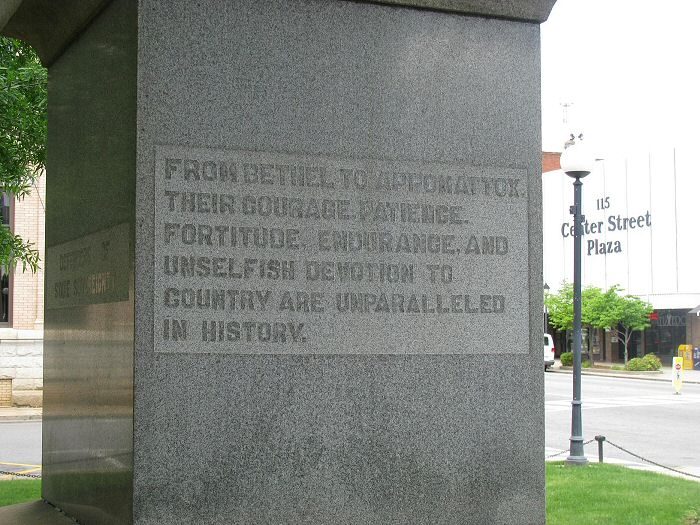 FROM BETHEL TO APPOMATTOX.
THEIR COURAGE. PATIENCE.
FORTITUDE. ENDURANCE, AND
UNSELFISH DEVOTION TO
COUNTRY ARE UNPARALLELED
IN HISTORY.
STATE
115
Center Street
Plaza